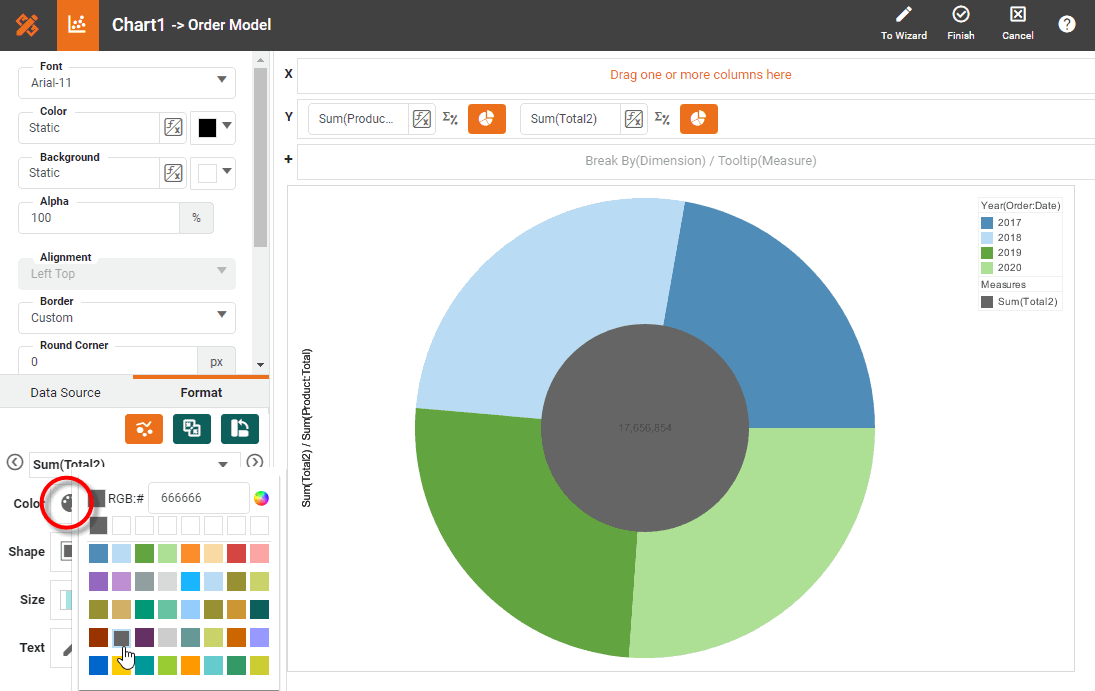 Chart1 -> Order Model
To Wizard
Finish
Cancel
?
Font
Arial-11
Color
Static
Background
Static
Alpha
100
%
Alignment
Left Top
Border
Custom
Round Corner
0
px
Data Source
Format
Sum(Total2)
Color
RGB:#
666666
Shape
Size
Text
X
Drag one or more columns here
Y
Sum(Produc...
Σ%
Sum(Total2)
Σ%
+
Break By(Dimension) / Tooltip(Measure)
Sum(Total2) / Sum(Product:Total)
17,656,854
Year(Order:Date)
2017
2018
2019
2020
Measures
Sum(Total2)